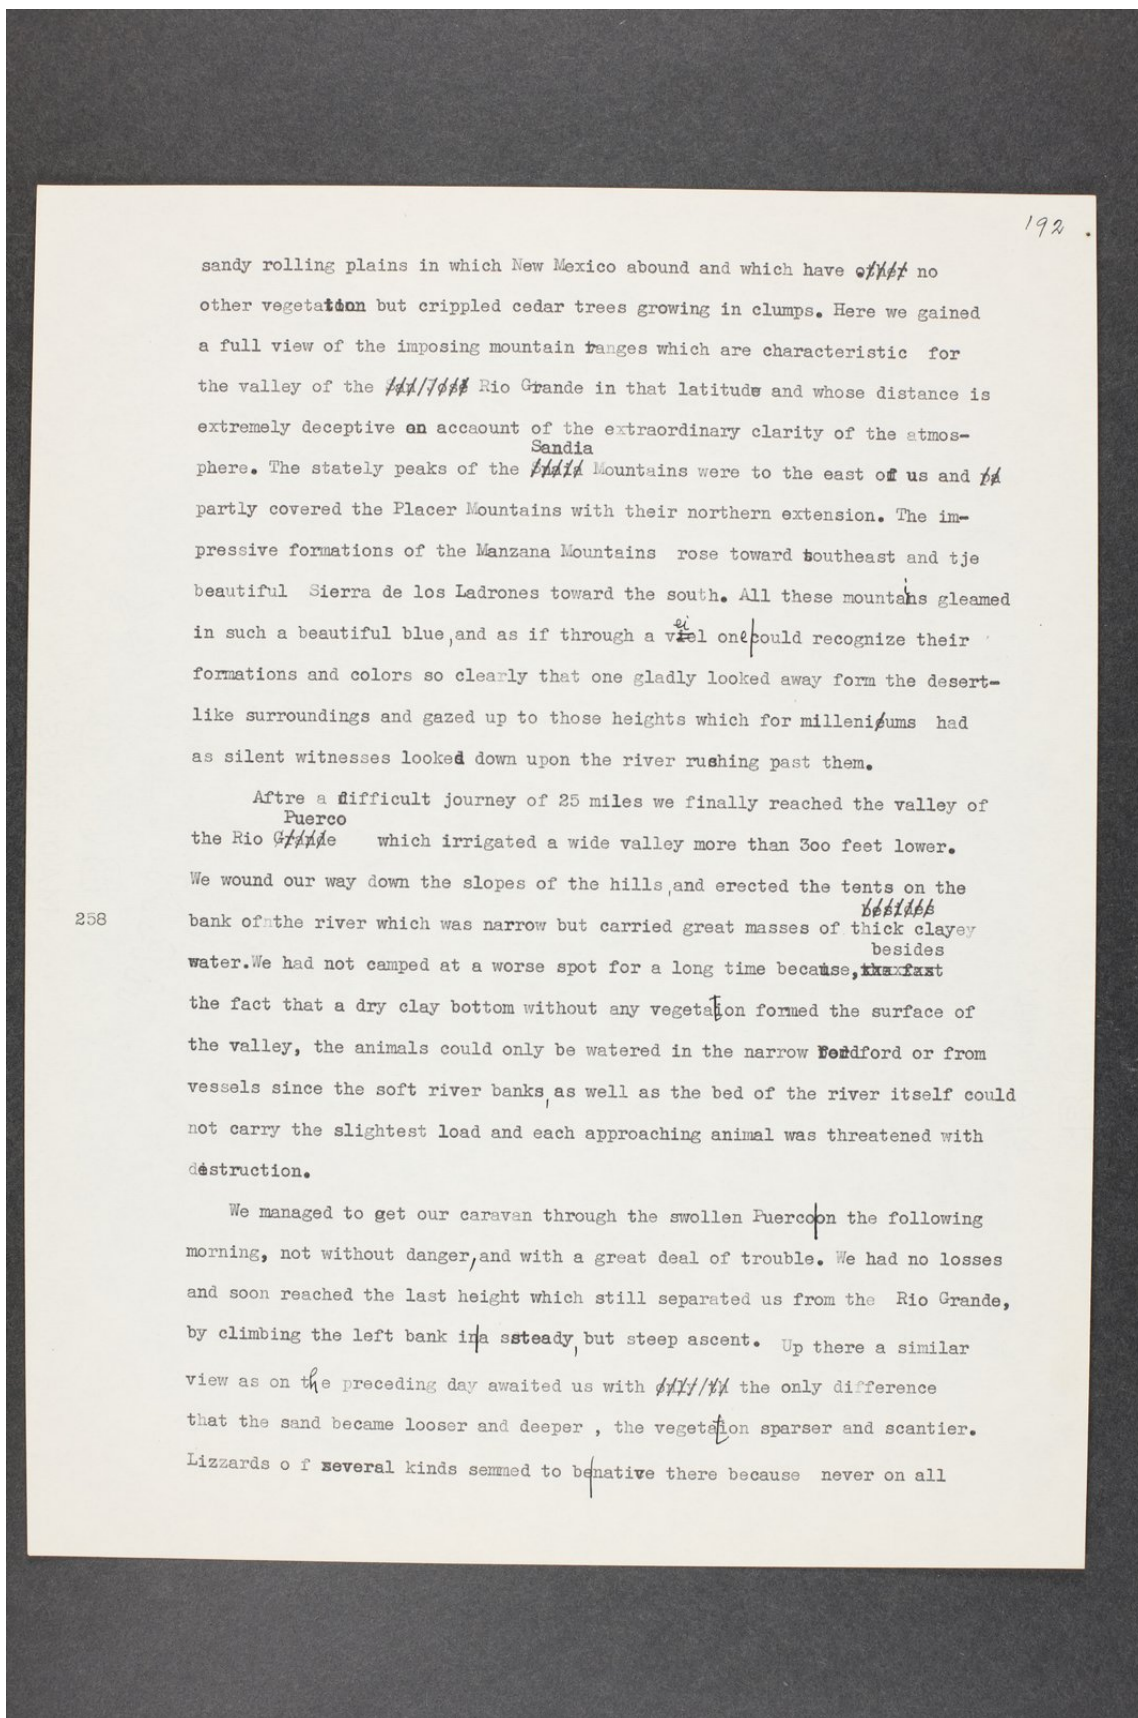 192
sandy rolling plains in which New Mexico abound and which have other no
other vegetation but crippled cedar trees growing in clumps. Here we gained
a full view of the imposing mountain ranges which are characteristic for
the valley of the San Jose Rio Grande in that latitude and whose distance is
extremely deceptive on accaount of the extraordinary clarity of the atmos-
Sandia
phere. The stately peaks of the Mountains were to the east of us and
partly covered the Placer Mountains with their northern extension. The im-
pressive formations of the Manzana Mountains rose toward southeast and tje
beautiful Sierra de los Ladrones toward the south. All these mountains gleamed
in such a beautiful blue, and as if through a veil one could recognize their
formations and colors so clearly that one gladly looked away form the desert-
like surroundings and gazed up to those heights which for milleniums had
as silent witnesses looked down upon the river rushing past them.
Aftre a difficult journey of 25 miles we finally reached the valley of
Puerco
the Rio Grande which irrigated a wide valley more than 3oo feet lower.
We wound our way down the slopes of the hills, and erected the tents on the
besides
258 bank of the river which was narrow but carried great masses of thick clayey
besides
water.We had not camped at a worse spot for a long time because, the fast
the fact that a dry clay bottom without any vegetation formed the surface of
the valley, the animals could only be watered in the narrow ford or from
vessels since the soft river banks, as well as the bed of the river itself could
not carry the slightest load and each approaching animal was threatened with
destruction.
We managed to get our caravan through the swollen Puerco on the following
morning, not without danger, and with a great deal of trouble. We had no losses
and soon reached the last height which still separated us from the Rio Grande,
by climbing the left bank in a ssteady, but steep ascent. Up there a similar
view as on the preceding day awaited us with the only difference
that the sand became looser and deeper , the vegetation sparser and scantier.
Lizzards o f several kinds semmed to be native there because never on all